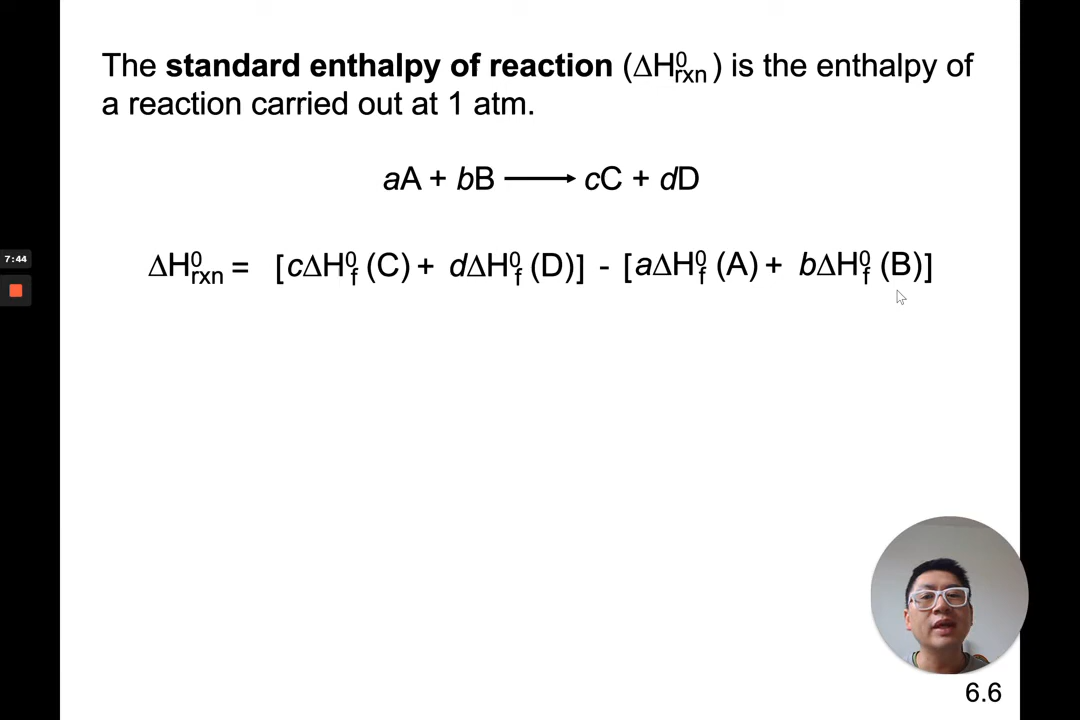 The standard enthalpy of reaction (ΔH⁰rxn) is the enthalpy of
a reaction carried out at 1 atm.
aA + bB ⟶ cC + dD
7:44
ΔH⁰rxn = [cΔH⁰f (C) + dΔH⁰f (D)] - [aΔH⁰f (A) + bΔH⁰f (B)]
6.6